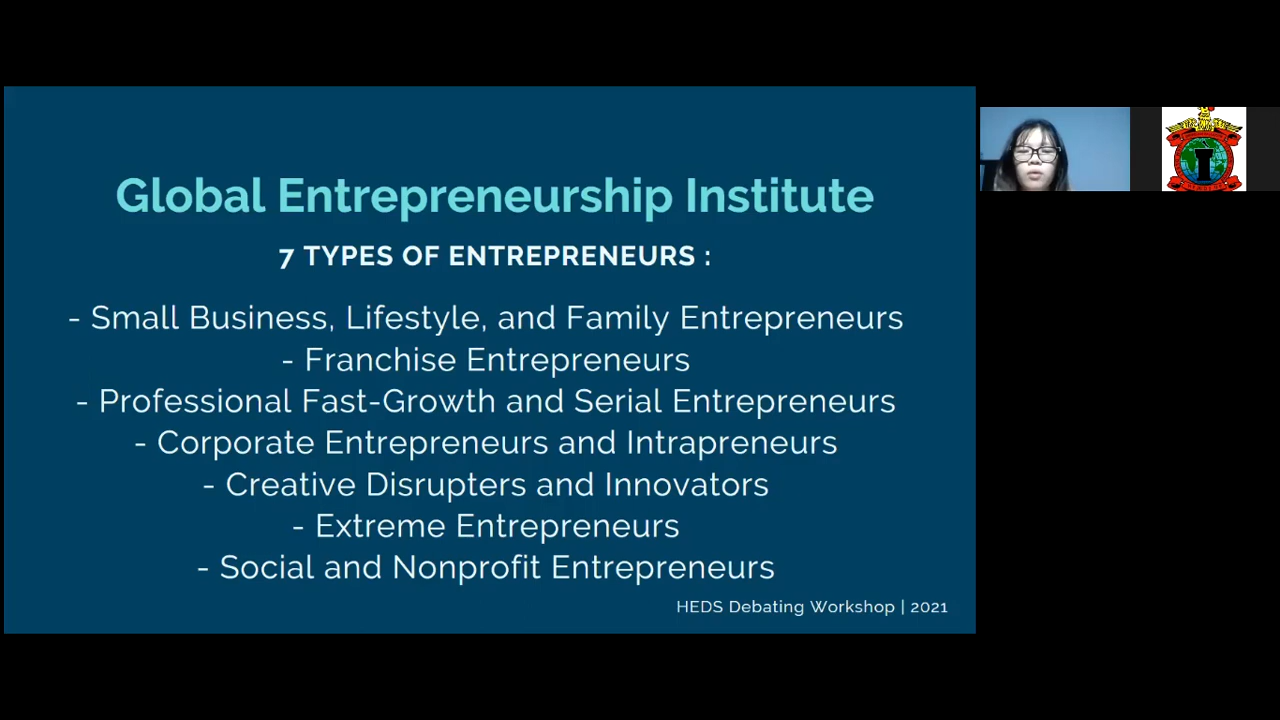 Global Entrepreneurship Institute
7 TYPES OF ENTREPRENEURS :
- Small Business, Lifestyle, and Family Entrepreneurs
- Franchise Entrepreneurs
- Professional Fast-Growth and Serial Entrepreneurs
- Corporate Entrepreneurs and Intrapreneurs
- Creative Disrupters and Innovators
- Extreme Entrepreneurs
- Social and Nonprofit Entrepreneurs
HEDS Debating Workshop | 2021